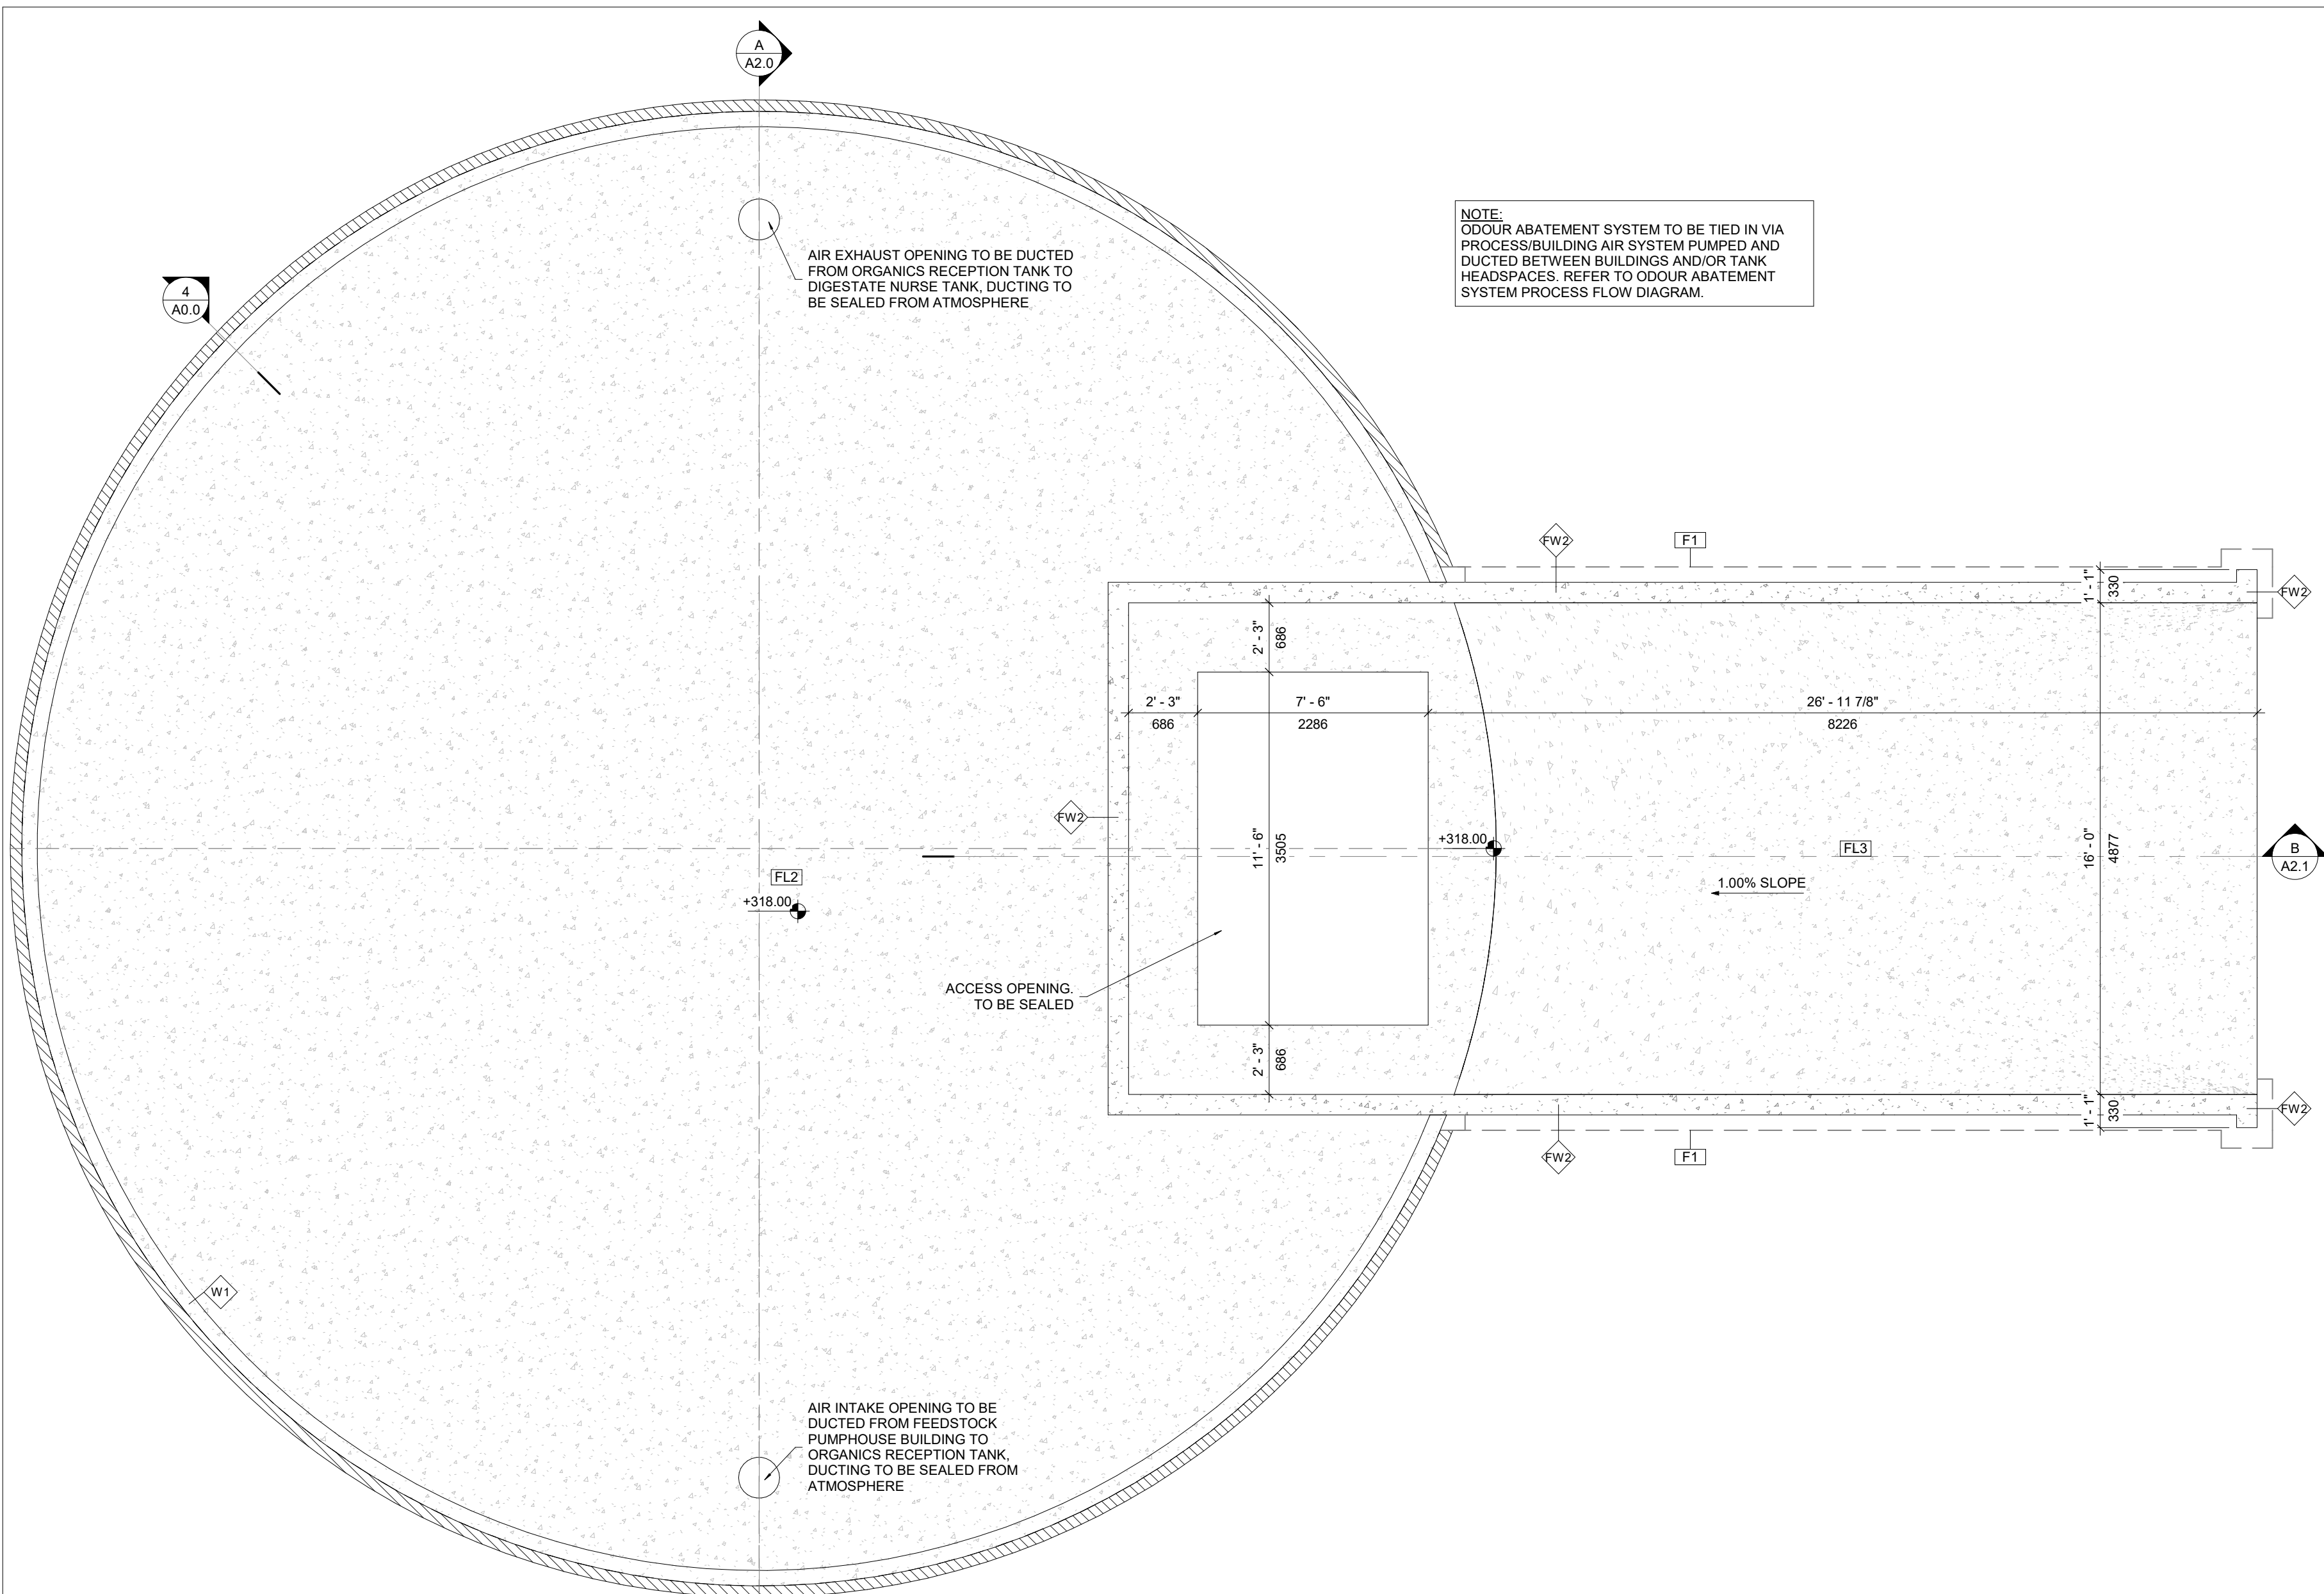 A
A2.0
4
A0.0
AIR EXHAUST OPENING TO BE DUCTED
FROM ORGANICS RECEPTION TANK TO
DIGESTATE NURSE TANK, DUCTING TO
BE SEALED FROM ATMOSPHERE
NOTE:
ODOUR ABATEMENT SYSTEM TO BE TIED IN VIA
PROCESS/BUILDING AIR SYSTEM PUMPED AND
DUCTED BETWEEN BUILDINGS AND/OR TANK
HEADSPACES. REFER TO ODOUR ABATEMENT
SYSTEM PROCESS FLOW DIAGRAM.
FW2
F1
1' - 1"
330
FW2
2' - 3"
686
2' - 3"
686
7' - 6"
2286
26' - 11 7/8"
8226
FW2
11' - 6"
3505
+318.00
FL3
16' - 0"
4877
B
A2.1
FL2
+318.00
1.00% SLOPE
ACCESS OPENING.
TO BE SEALED
2' - 3"
686
1' - 1"
330
FW2
FW2
F1
W1
AIR INTAKE OPENING TO BE
DUCTED FROM FEEDSTOCK
PUMPHOUSE BUILDING TO
ORGANICS RECEPTION TANK,
DUCTING TO BE SEALED FROM
ATMOSPHERE